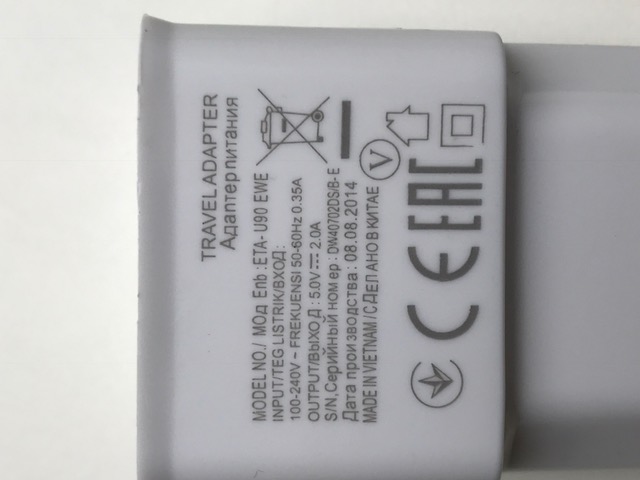 TRAVEL ADAPTER
Адаптер питания
MODEL NO./ МОД Enb :ETA- U90 EWE
INPUT/TEG LISTRIK/ВХОД:
100-240V ~ FREKUENSI 50-60Hz 0.35A
OUTPUT/ВЫХОД : 5.0V ⎓ 2.0A
S/N,Серийный номер: DW40702DS/B-E
Дата производства: 08.08.2014
MADE IN VIETNAM / СДЕЛАНО В КИТАЕ
V
CE EAC